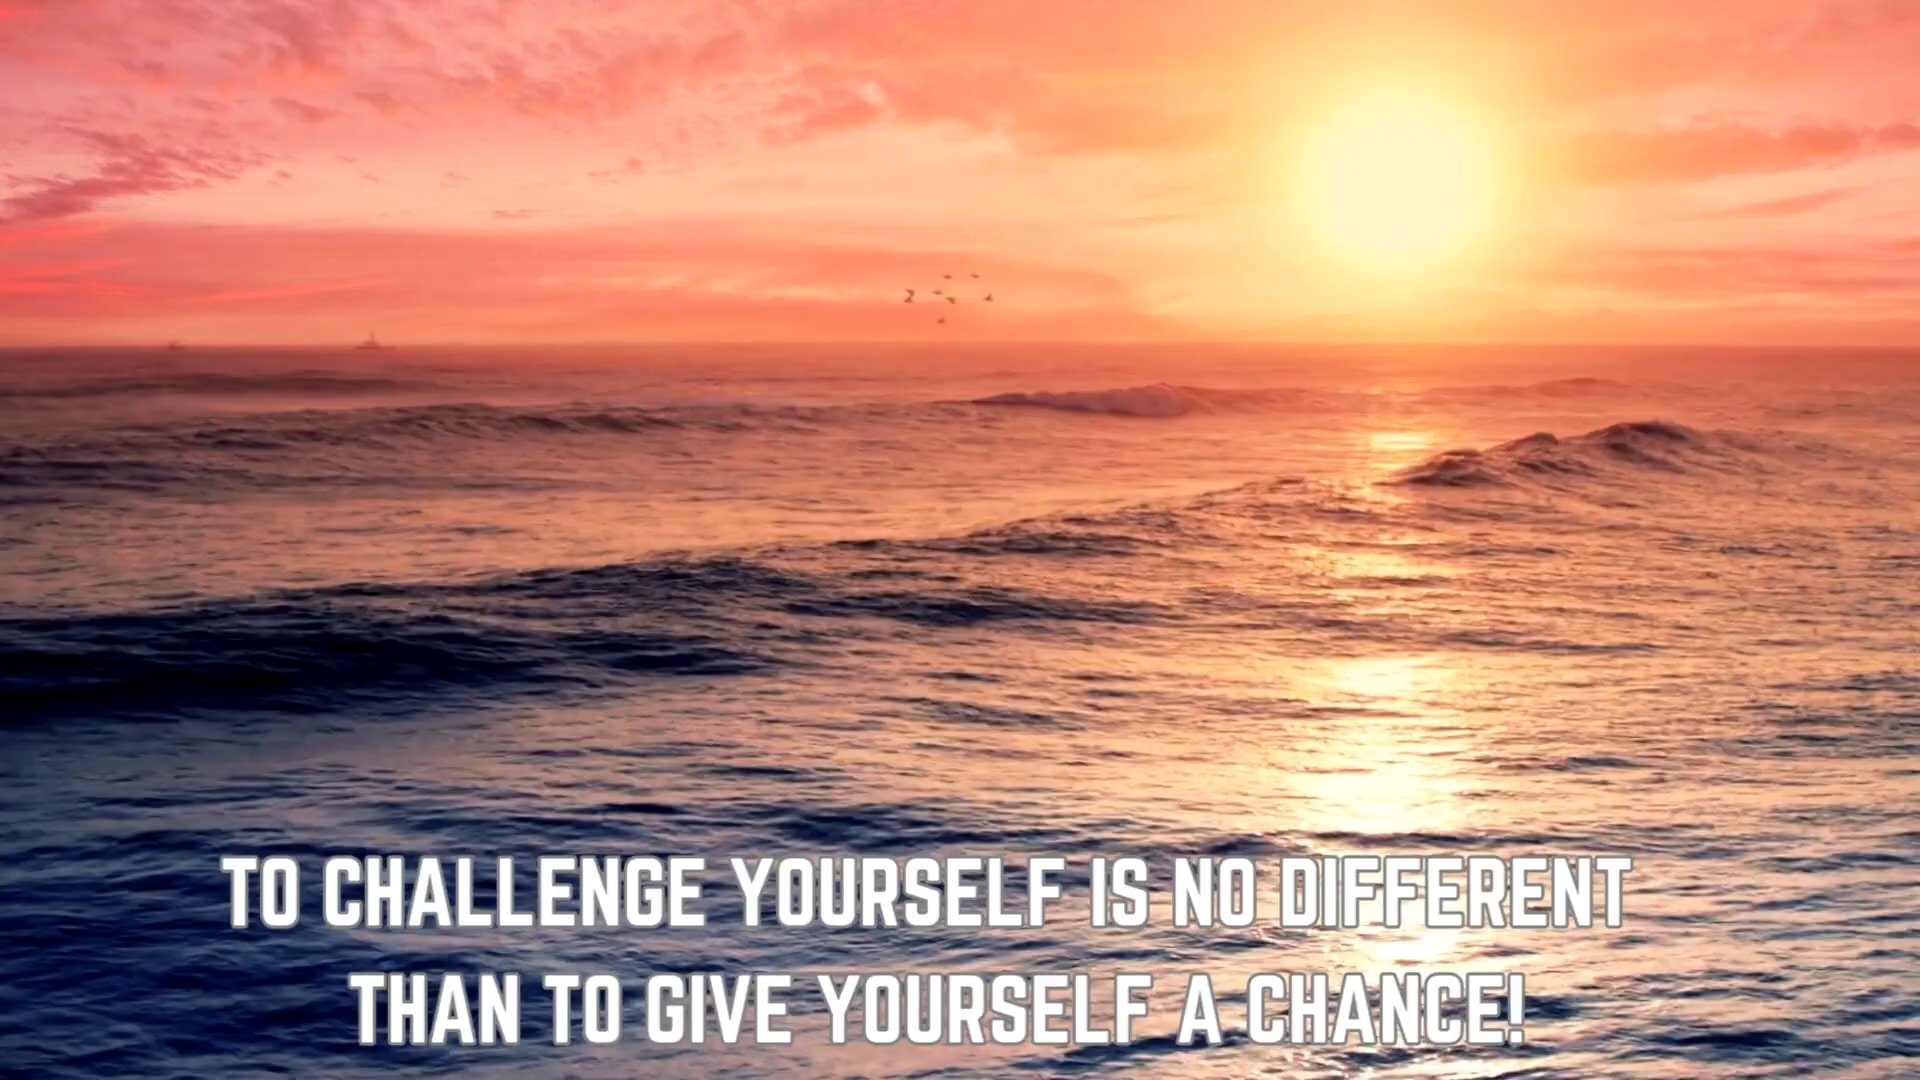 TO CHALLENGE YOURSELF IS NO DIFFERENT
THAN TO GIVE YOURSELF A CHANCE!